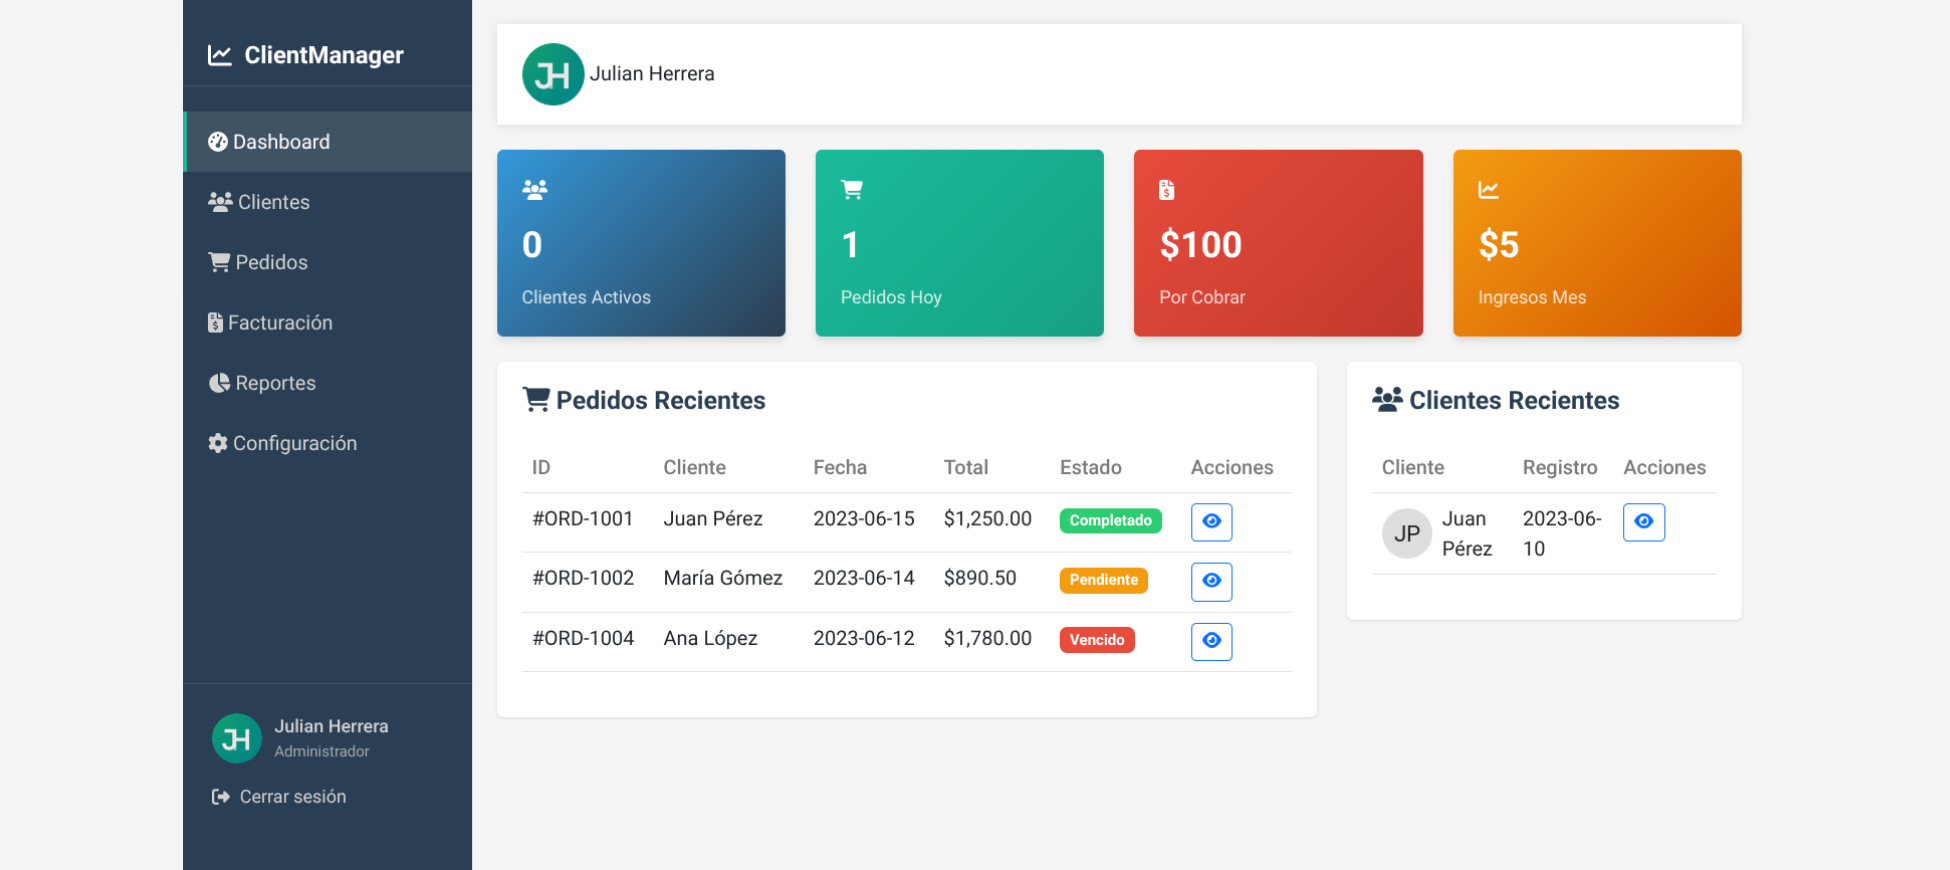 ClientManager
Dashboard
Clientes
Pedidos
Facturación
Reportes
Configuración
JH Julian Herrera
Administrador
Cerrar sesión
JH Julian Herrera
0
Clientes Activos
1
Pedidos Hoy
$100
Por Cobrar
$5
Ingresos Mes
Pedidos Recientes
ID Cliente Fecha Total Estado Acciones
#ORD-1001 Juan Pérez 2023-06-15 $1,250.00 Completado
#ORD-1002 María Gómez 2023-06-14 $890.50 Pendiente
#ORD-1004 Ana López 2023-06-12 $1,780.00 Vencido
Clientes Recientes
Cliente Registro Acciones
JP Juan 2023-06-
Pérez 10